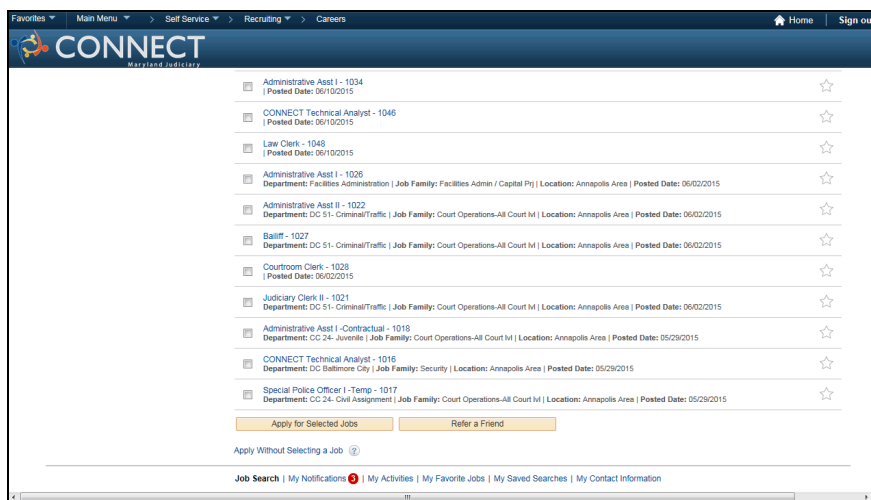 Favorites Main Menu > Self Service > Recruiting > Careers Home Sign ou
CONNECT
Maryland Judiciary
Administrative Asst I - 1034
| Posted Date: 06/10/2015
CONNECT Technical Analyst - 1046
| Posted Date: 06/10/2015
Law Clerk - 1048
| Posted Date: 06/10/2015
Administrative Asst I - 1026
Department: Facilities Administration | Job Family: Facilities Admin / Capital Prj | Location: Annapolis Area | Posted Date: 06/02/2015
Administrative Asst II - 1022
Department: DC 51- Criminal/Traffic | Job Family: Court Operations-All Court lvl | Location: Annapolis Area | Posted Date: 06/02/2015
Bailiff - 1027
Department: DC 51- Criminal/Traffic | Job Family: Court Operations-All Court lvl | Location: Annapolis Area | Posted Date: 06/02/2015
Courtroom Clerk - 1028
| Posted Date: 06/02/2015
Judiciary Clerk II - 1021
Department: DC 51- Criminal/Traffic | Job Family: Court Operations-All Court lvl | Location: Annapolis Area | Posted Date: 06/02/2015
Administrative Asst I -Contractual - 1018
Department: CC 24- Juvenile | Job Family: Court Operations-All Court lvl | Location: Annapolis Area | Posted Date: 05/29/2015
CONNECT Technical Analyst - 1016
Department: DC Baltimore City | Job Family: Security | Location: Annapolis Area | Posted Date: 05/29/2015
Special Police Officer I -Temp - 1017
Department: CC 24- Civil Assignment | Job Family: Court Operations-All Court lvl | Location: Annapolis Area | Posted Date: 05/29/2015
Apply for Selected Jobs Refer a Friend
Apply Without Selecting a Job ?
Job Search | My Notifications 3 | My Activities | My Favorite Jobs | My Saved Searches | My Contact Information